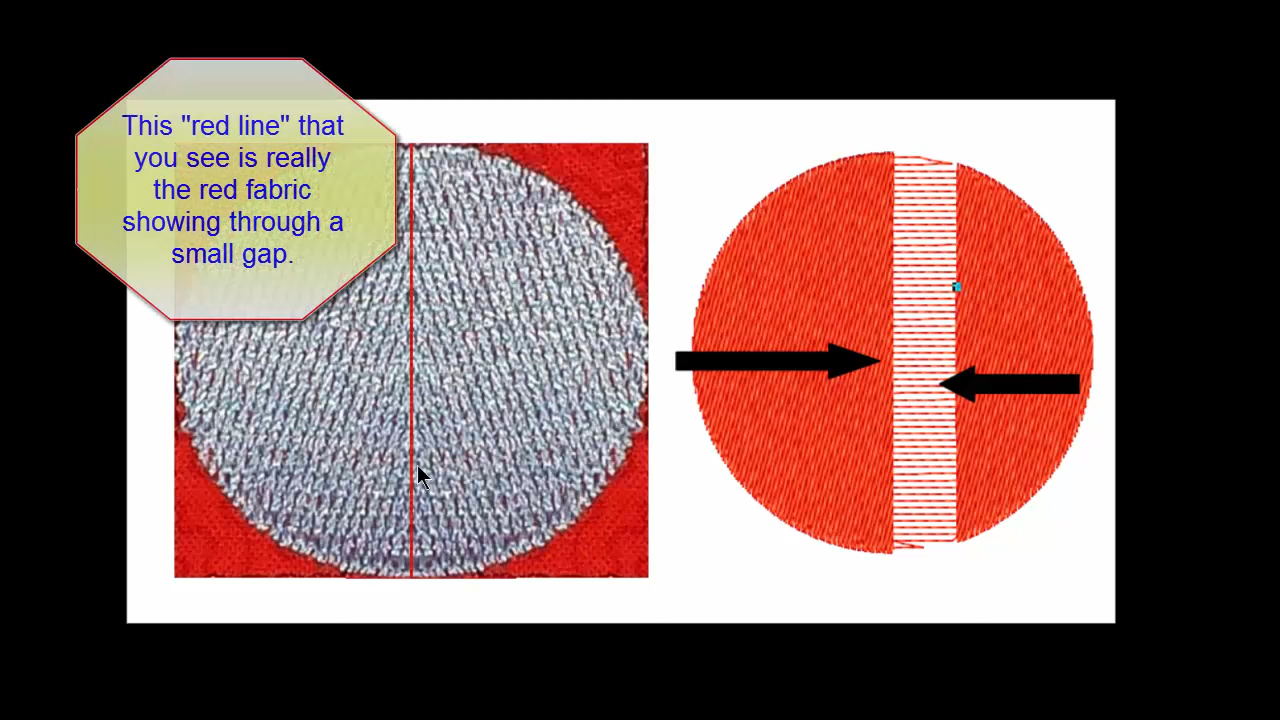 This "red line" that
you see is really
the red fabric
showing through a
small gap.